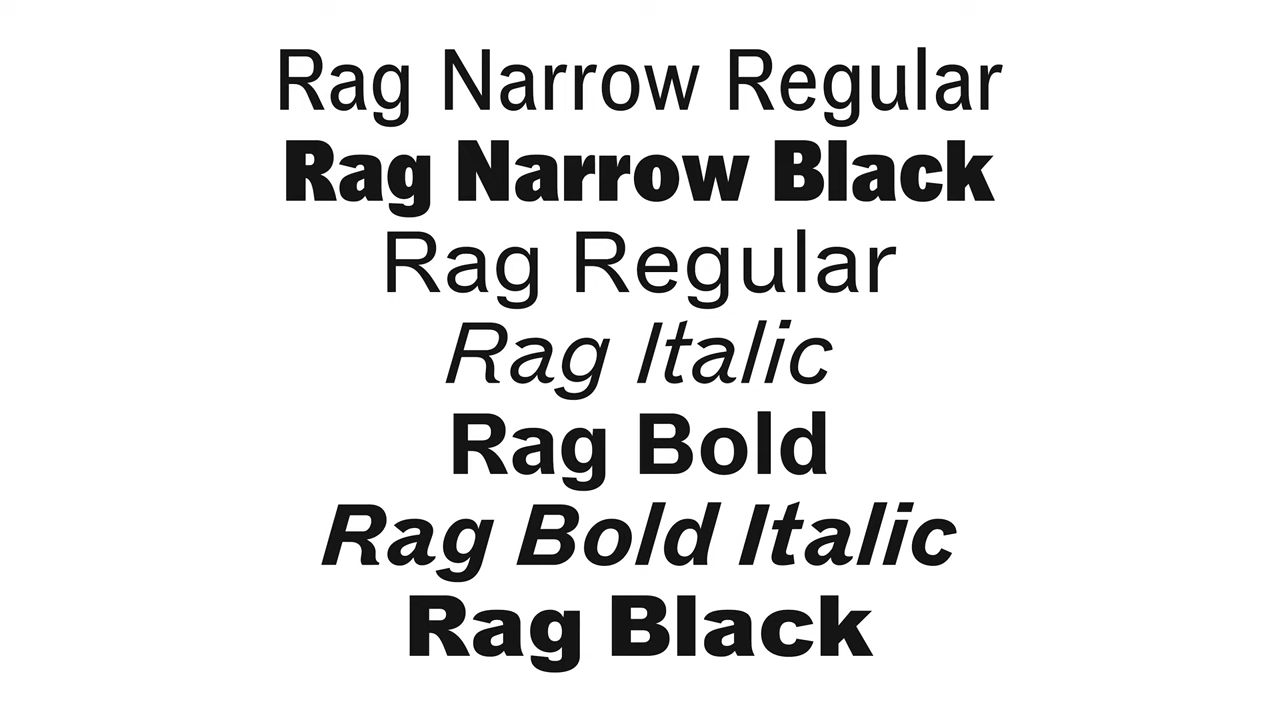 Rag Narrow Regular
Rag Narrow Black
Rag Regular
Rag Italic
Rag Bold
Rag Bold Italic
Rag Black